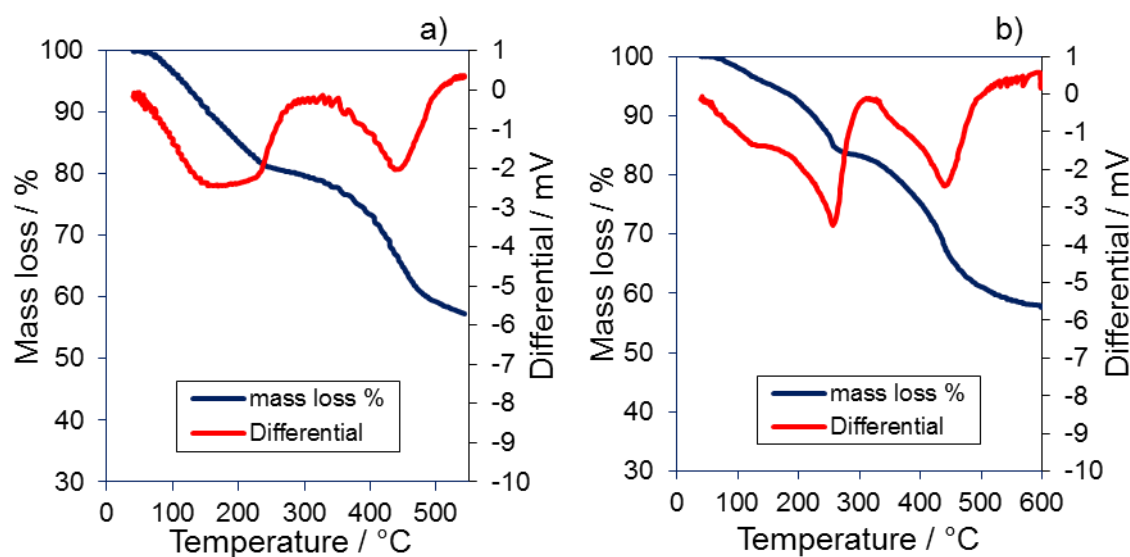 a)
100
90
80
70
60
50
40
30
Mass loss / %
1
0
-1
-2
-3
-4
-5
-6
-7
-8
-9
-10
Differential / mV
mass loss %
Differential
0 100 200 300 400 500
Temperature / °C
b)
100
90
80
70
60
50
40
30
Mass loss / %
1
0
-1
-2
-3
-4
-5
-6
-7
-8
-9
-10
Differential / mV
mass loss %
Differential
0 100 200 300 400 500 600
Temperature / °C